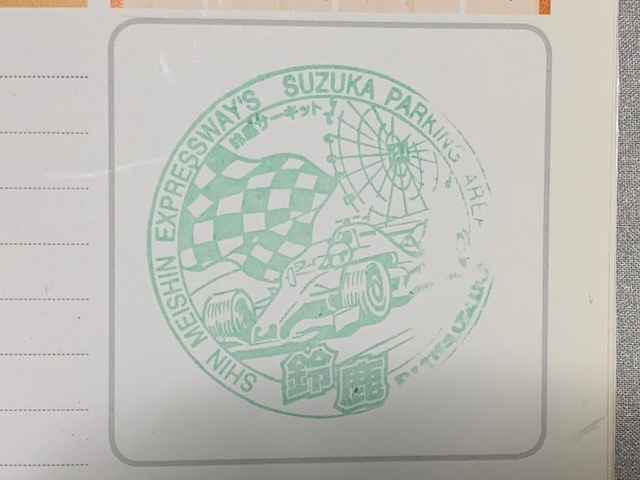 SHIN MEISHIN EXPRESSWAY'S SUZUKA PARKING AREA
鈴鹿サーキット
鈴鹿